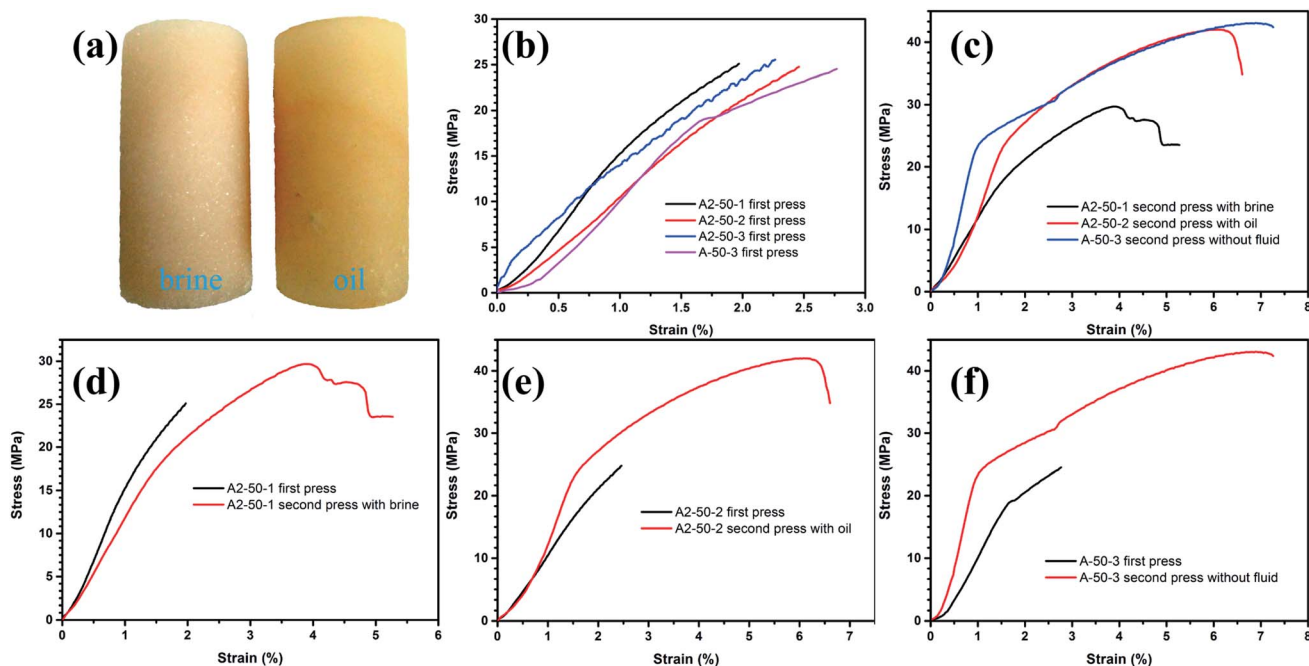 (a)
brine
oil
(b)
Stress (MPa)
30
25
20
15
10
5
0
A2-50-1 first press
A2-50-2 first press
A2-50-3 first press
A-50-3 first press
0.0 0.5 1.0 1.5 2.0 2.5 3.0
Strain (%)
(c)
Stress (MPa)
40
30
20
10
0
A2-50-1 second press with brine
A2-50-2 second press with oil
A-50-3 second press without fluid
0 1 2 3 4 5 6 7 8
Strain (%)
(d)
Stress (MPa)
30
25
20
15
10
5
0
A2-50-1 first press
A2-50-1 second press with brine
0 1 2 3 4 5 6
Strain (%)
(e)
Stress (MPa)
40
30
20
10
0
A2-50-2 first press
A2-50-2 second press with oil
0 1 2 3 4 5 6 7
Strain (%)
(f)
Stress (MPa)
40
30
20
10
0
A-50-3 first press
A-50-3 second press without fluid
0 1 2 3 4 5 6 7 8
Strain (%)